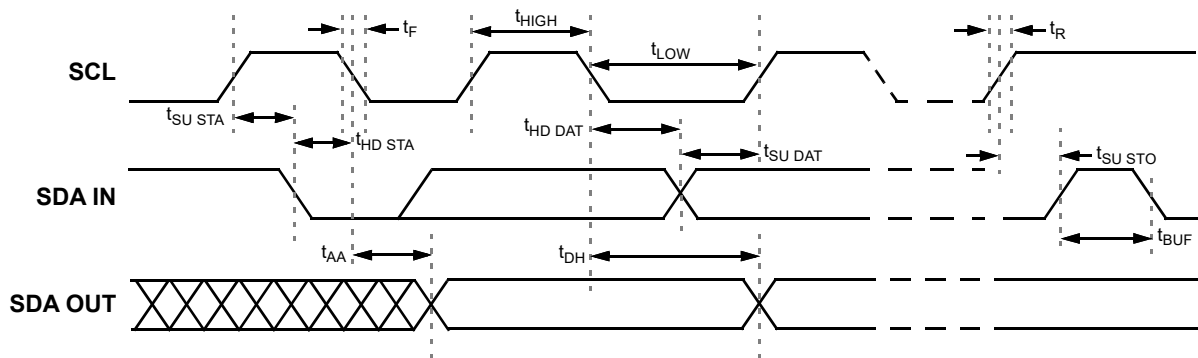 tF
tHIGH
tLOW
tR
SCL
tSU STA
tHD STA
tHD DAT
tSU DAT
tSU STO
SDA IN
tAA
tDH
tBUF
SDA OUT